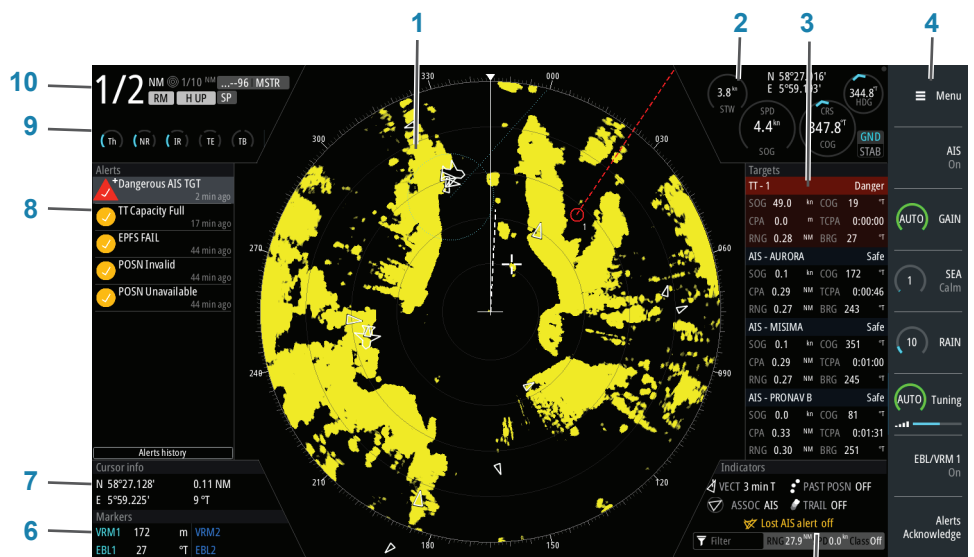 1
2
3
4
10
9
8
7
6
1/2 NM 1/10 NM ...--96 MSTR
RM H UP SP
Th NR IR TE TB
Alerts
Dangerous AIS TGT
2 min ago
TT Capacity Full
17 min ago
EPFS FAIL
44 min ago
POSN Invalid
44 min ago
POSN Unavailable
44 min ago
Alerts history
Cursor info
N 58°27.128' 0.11 NM
E 5°59.225' 9 °T
Markers
VRM1 172 m VRM2
EBL1 27 °T EBL2
330
000
300
030
270
060
240
090
210
120
180
150
1
3.8 kn
STW
N 58°27.016'
E 5°59.193'
344.8 °T
HDG
SPD
4.4 kn
SOG
CRS
347.8 °T
COG
GND
STAB
Targets
TT - 1 Danger
SOG 49.0 kn COG 19 °T
CPA 0.0 m TCPA 0:00:00
RNG 0.28 NM BRG 27 °T
AIS - AURORA Safe
SOG 0.1 kn COG 172 °T
CPA 0.29 NM TCPA 0:00:46
RNG 0.27 NM BRG 243 °T
AIS - MISIMA Safe
SOG 0.1 kn COG 351 °T
CPA 0.29 NM TCPA 0:01:00
RNG 0.27 NM BRG 245 °T
AIS - PRONAV B Safe
SOG 0.0 kn COG 81 °T
CPA 0.33 NM TCPA 0:01:31
RNG 0.30 NM BRG 251 °T
Indicators
VECT 3 min T PAST POSN OFF
ASSOC AIS TRAIL OFF
Lost AIS alert off
Filter RNG 27.9 NM 0.0 kn Class Off
Menu
AIS
On
AUTO GAIN
1 SEA
Calm
10 RAIN
AUTO Tuning
EBL/VRM 1
On
Alerts
Acknowledge